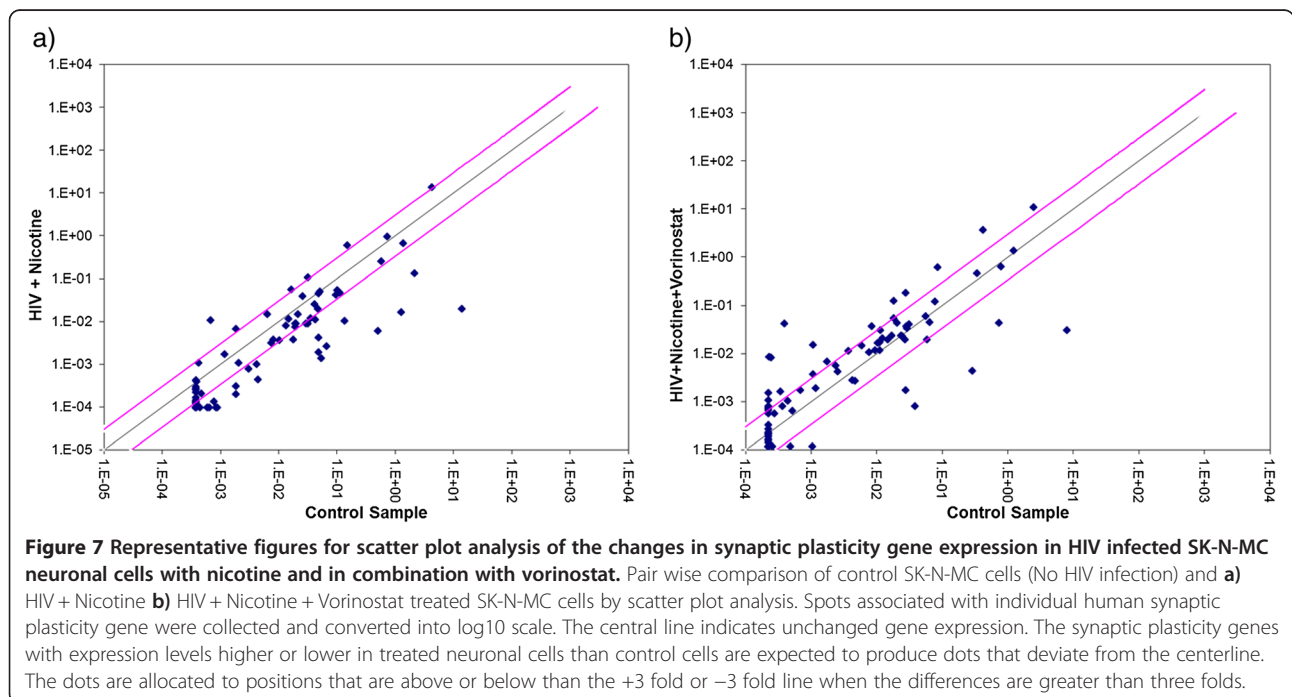 a)
1.E+04
1.E+03
1.E+02
1.E+01
1.E+00
1.E-01
1.E-02
1.E-03
1.E-04
1.E-05
HIV + Nicotine
1.E-05
1.E-04
1.E-03
1.E-02
1.E-01
1.E+00
1.E+01
1.E+02
1.E+03
1.E+04
Control Sample
b)
1.E+04
1.E+03
1.E+02
1.E+01
1.E+00
1.E-01
1.E-02
1.E-03
1.E-04
HIV+Nicotine+Vorinostat
1.E-04
1.E-03
1.E-02
1.E-01
1.E+00
1.E+01
1.E+02
1.E+03
1.E+04
Control Sample
Figure 7 Representative figures for scatter plot analysis of the changes in synaptic plasticity gene expression in HIV infected SK-N-MC
neuronal cells with nicotine and in combination with vorinostat. Pair wise comparison of control SK-N-MC cells (No HIV infection) and a)
HIV + Nicotine b) HIV + Nicotine + Vorinostat treated SK-N-MC cells by scatter plot analysis. Spots associated with individual human synaptic
plasticity gene were collected and converted into log10 scale. The central line indicates unchanged gene expression. The synaptic plasticity genes
with expression levels higher or lower in treated neuronal cells than control cells are expected to produce dots that deviate from the centerline.
The dots are allocated to positions that are above or below than the +3 fold or −3 fold line when the differences are greater than three folds.